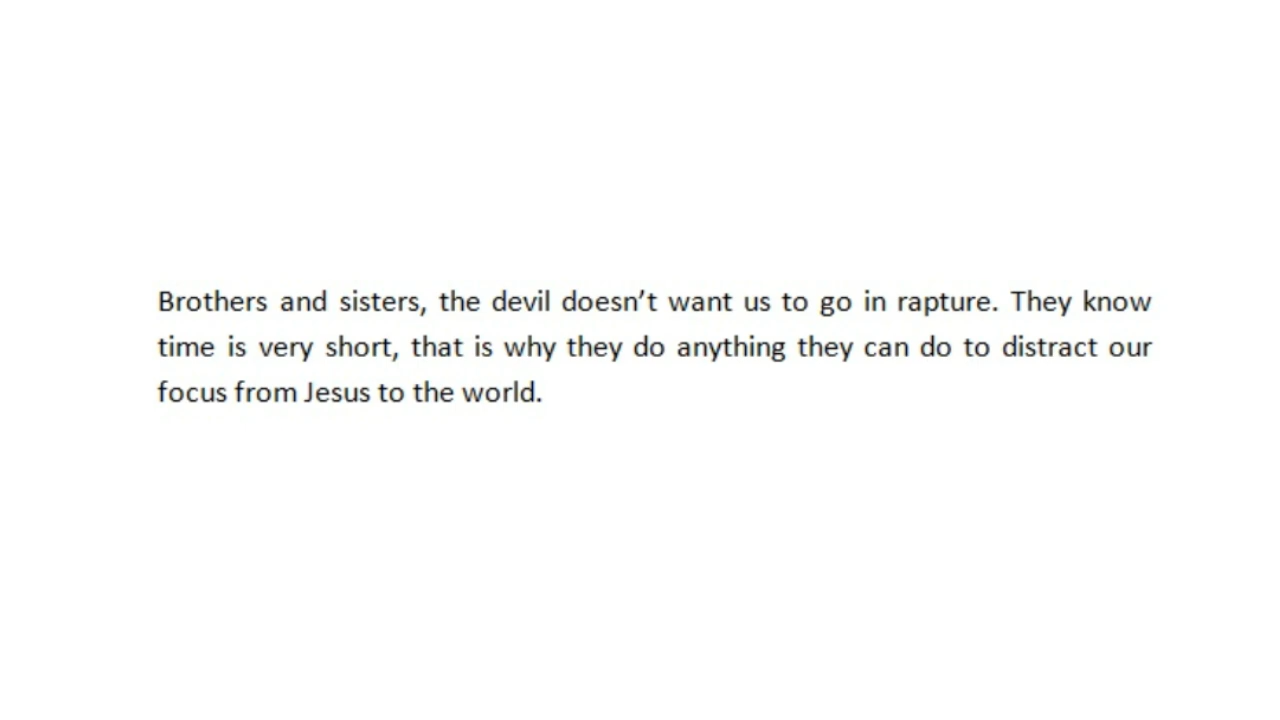 Brothers and sisters, the devil doesn’t want us to go in rapture. They know
time is very short, that is why they do anything they can do to distract our
focus from Jesus to the world.